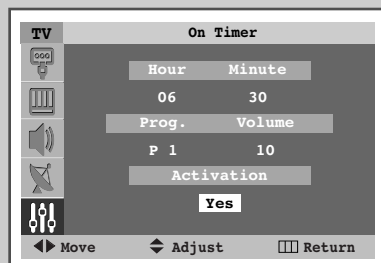 TV
On Timer
Hour Minute
06 30
Prog. Volume
P 1 10
Activation
Yes
Move Adjust Return